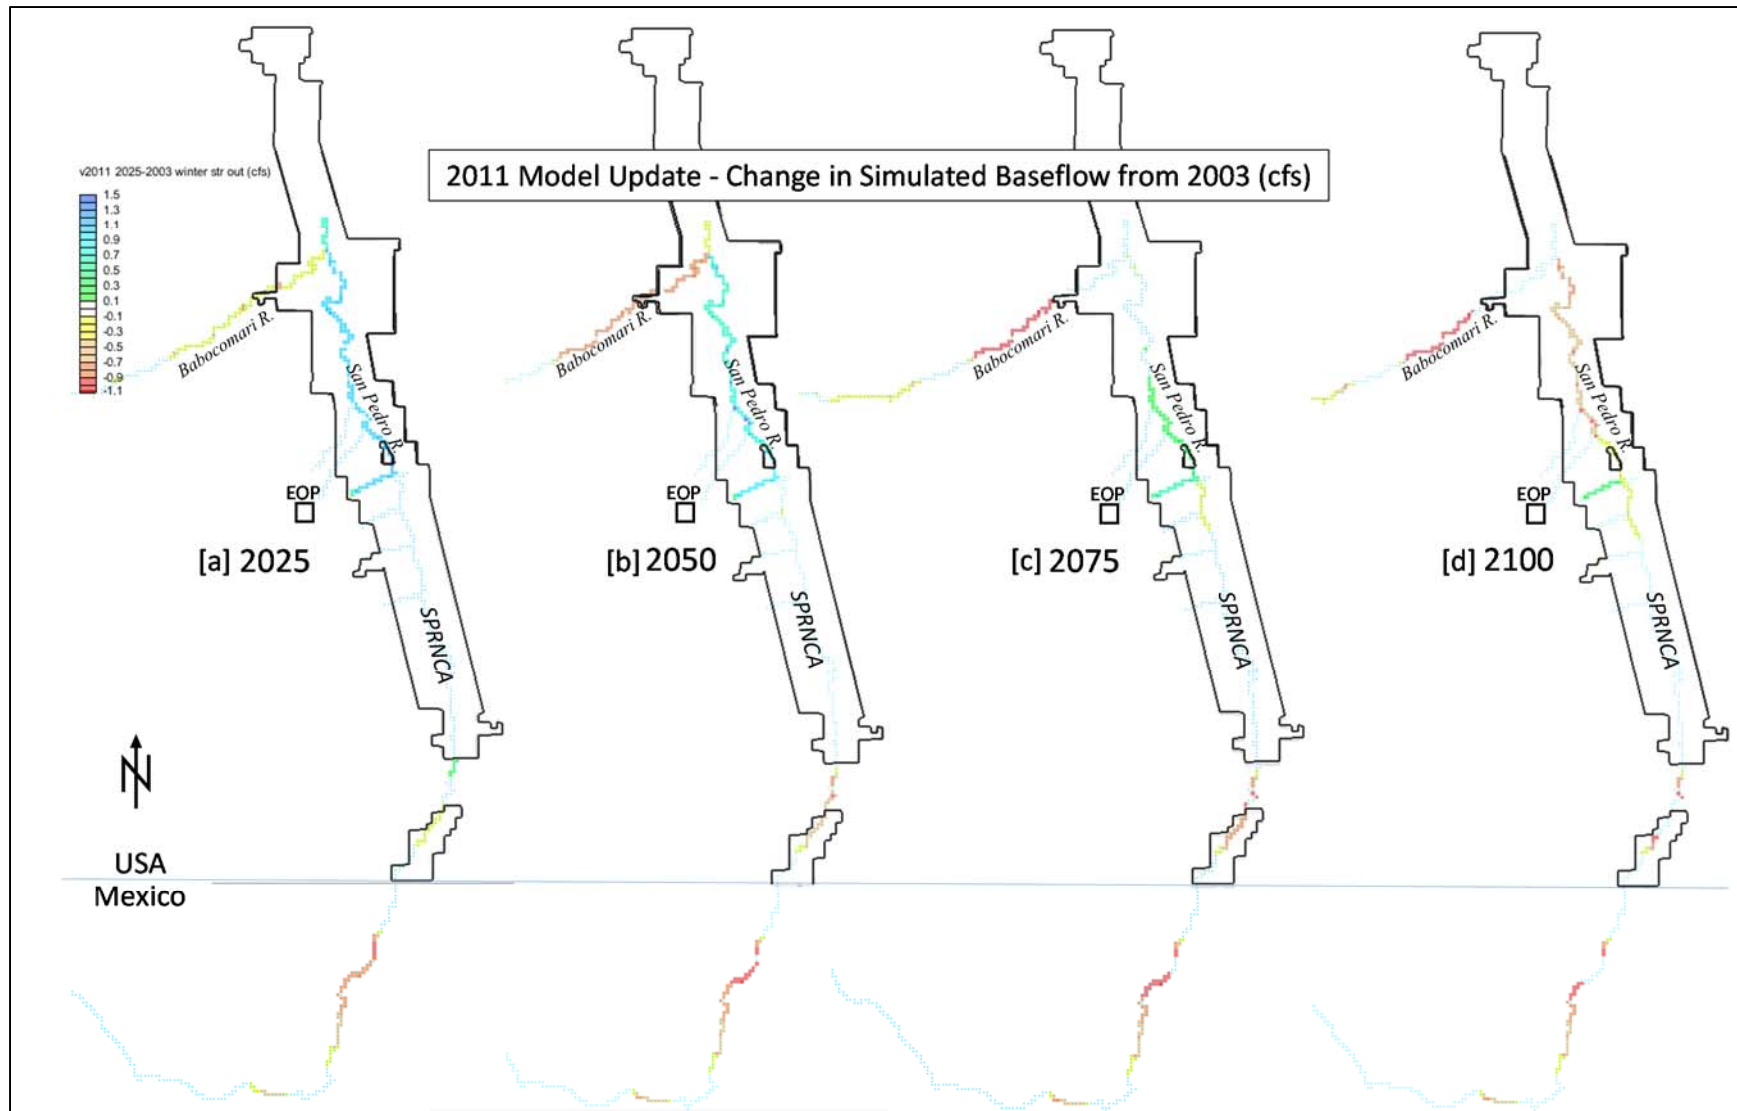 2011 Model Update - Change in Simulated Baseflow from 2003 (cfs)
v2011 2025-2003 winter str out (cfs)
1.5
1.3
1.1
0.9
0.7
0.5
0.3
0.1
-0.1
-0.3
-0.5
-0.7
-0.9
-1.1
Babocomari R.
San Pedro R.
EOP
[a] 2025
SPRNCA
Babocomari R.
San Pedro R.
EOP
[b] 2050
SPRNCA
Babocomari R.
San Pedro R.
EOP
[c] 2075
SPRNCA
Babocomari R.
San Pedro R.
EOP
[d] 2100
SPRNCA
N
USA
Mexico